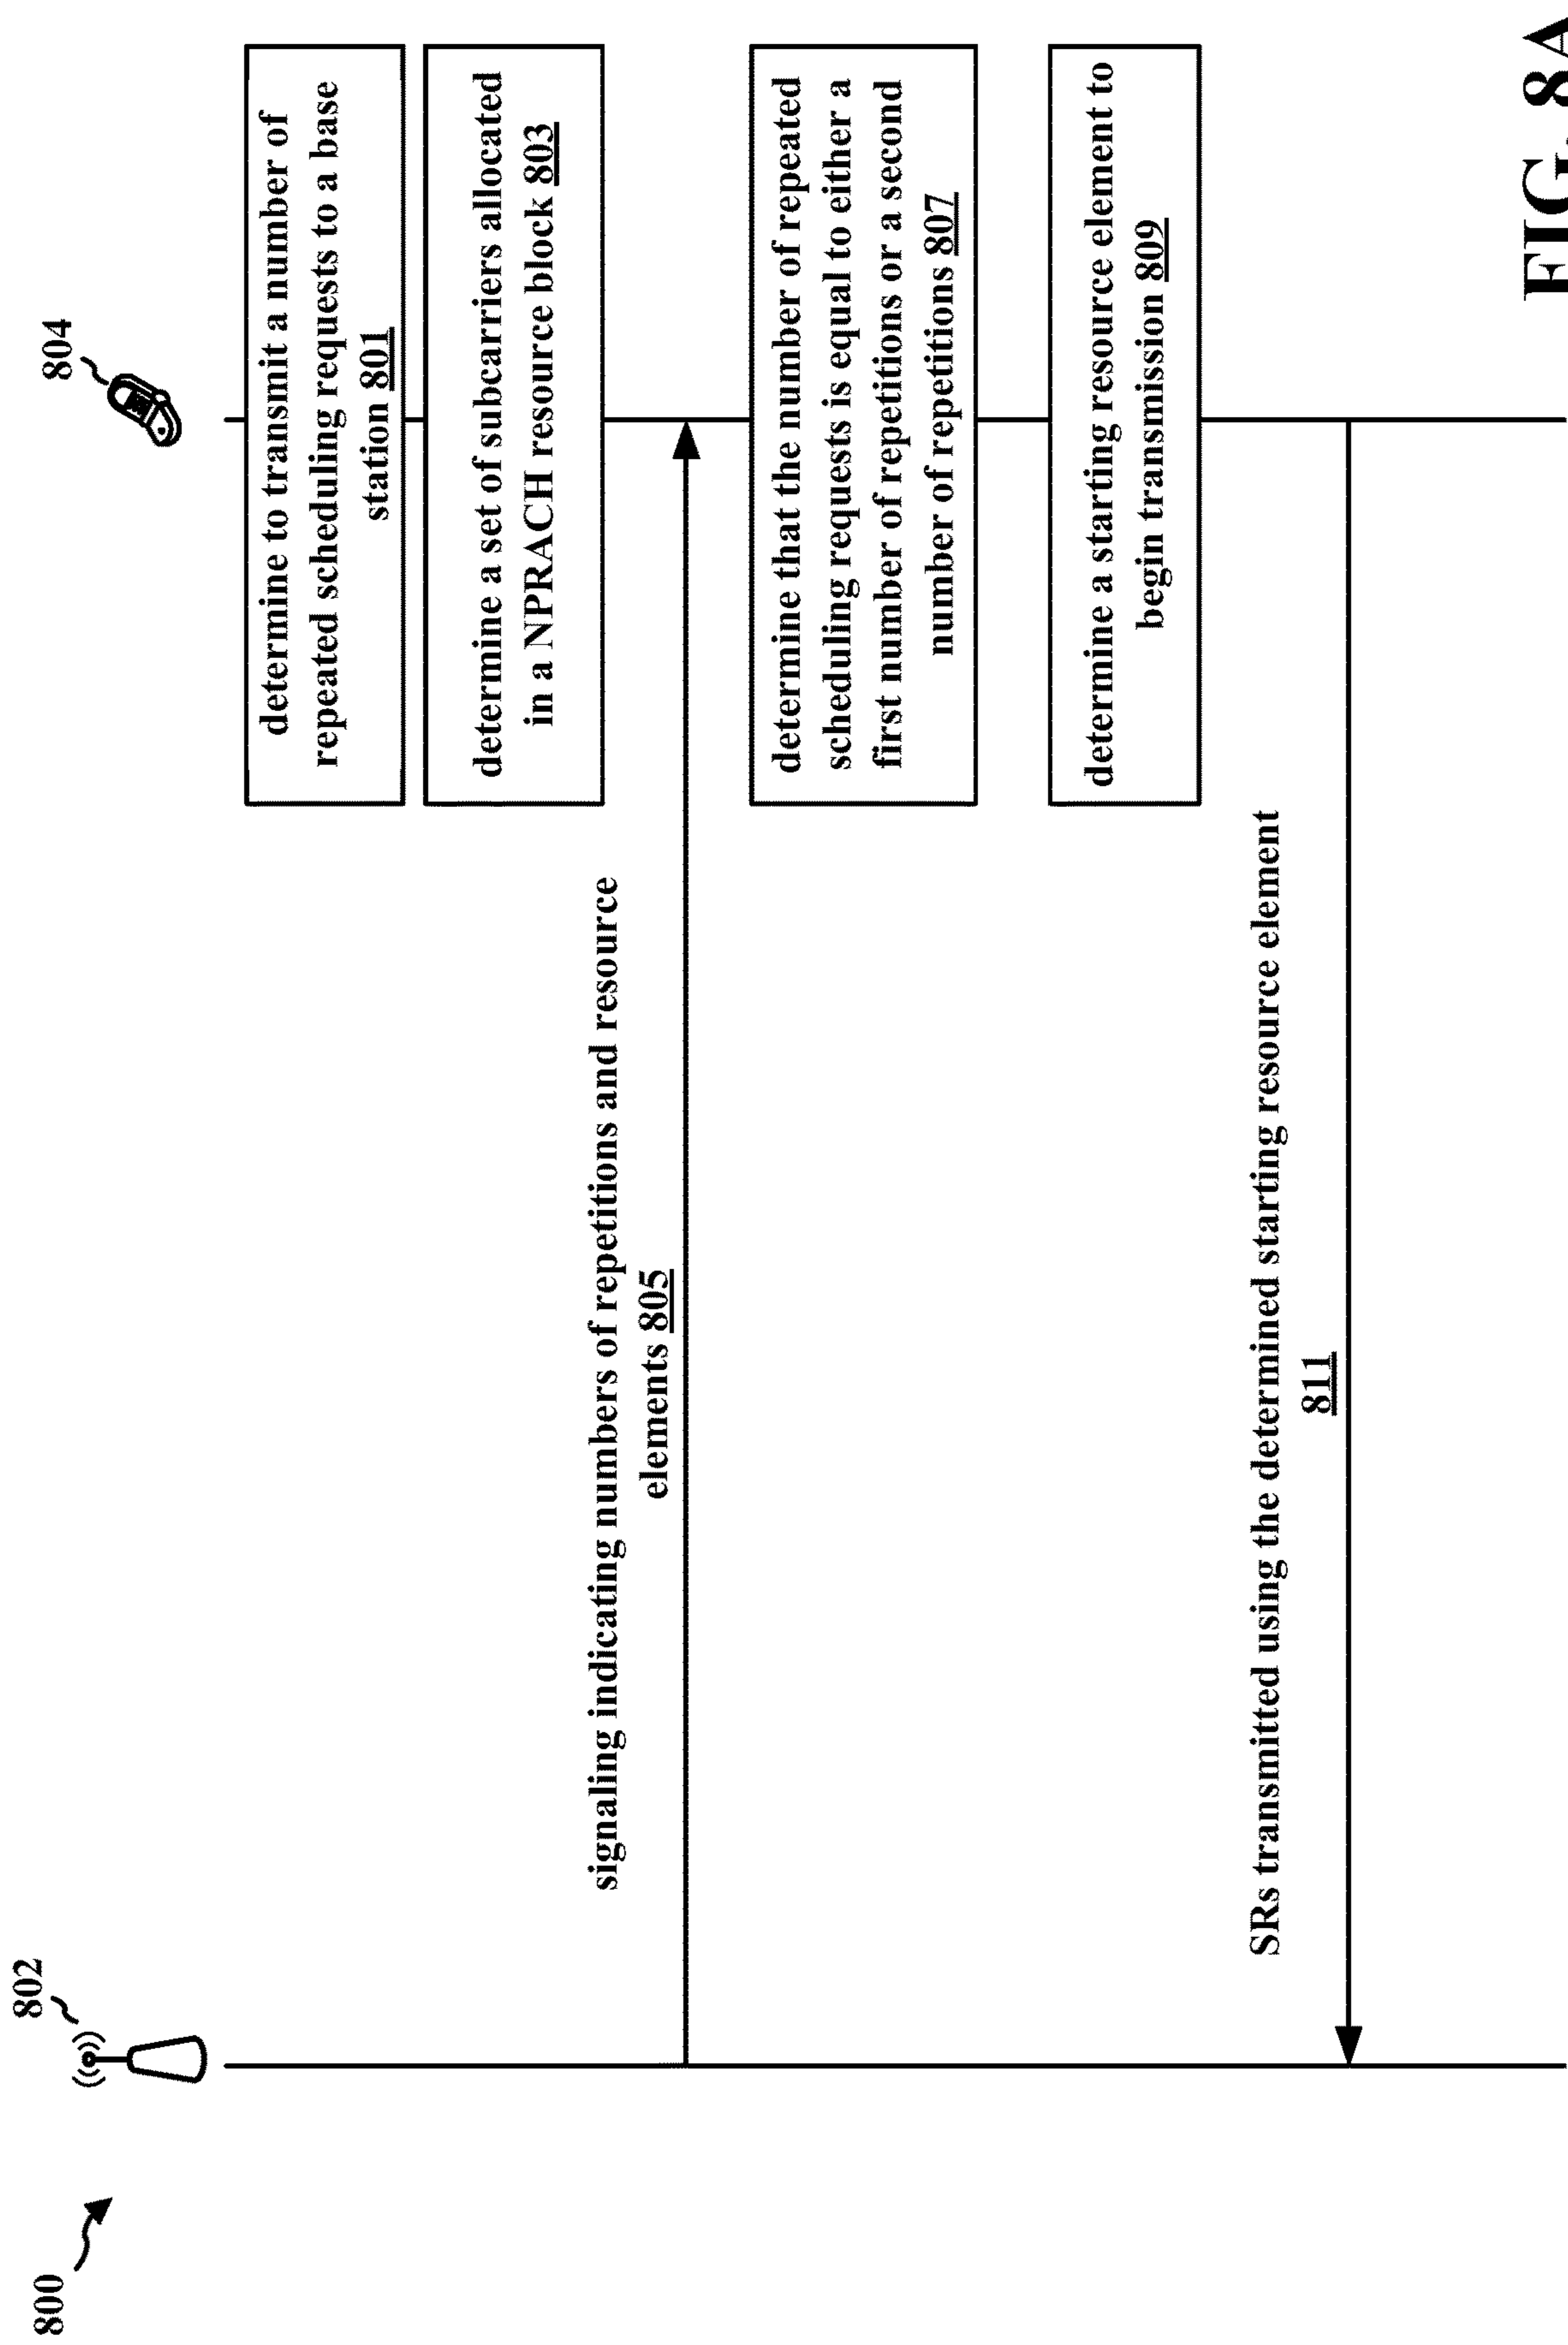 800
802
804
determine to transmit a number of
repeated scheduling requests to a base
station 801
determine a set of subcarriers allocated
in a NPRACH resource block 803
signaling indicating numbers of repetitions and resource
elements 805
determine that the number of repeated
scheduling requests is equal to either a
first number of repetitions or a second
number of repetitions 807
determine a starting resource element to
begin transmission 809
SRs transmitted using the determined starting resource element
811
FIG. 8A